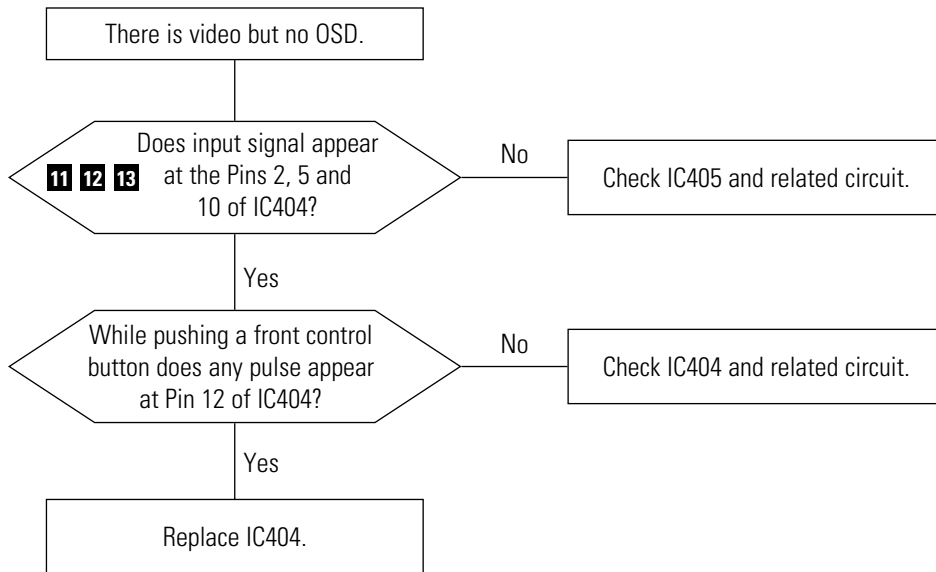 There is video but no OSD.
Does input signal appear
11 12 13 at the Pins 2, 5 and
10 of IC404?
No
Check IC405 and related circuit.
Yes
While pushing a front control
button does any pulse appear
at Pin 12 of IC404?
No
Check IC404 and related circuit.
Yes
Replace IC404.